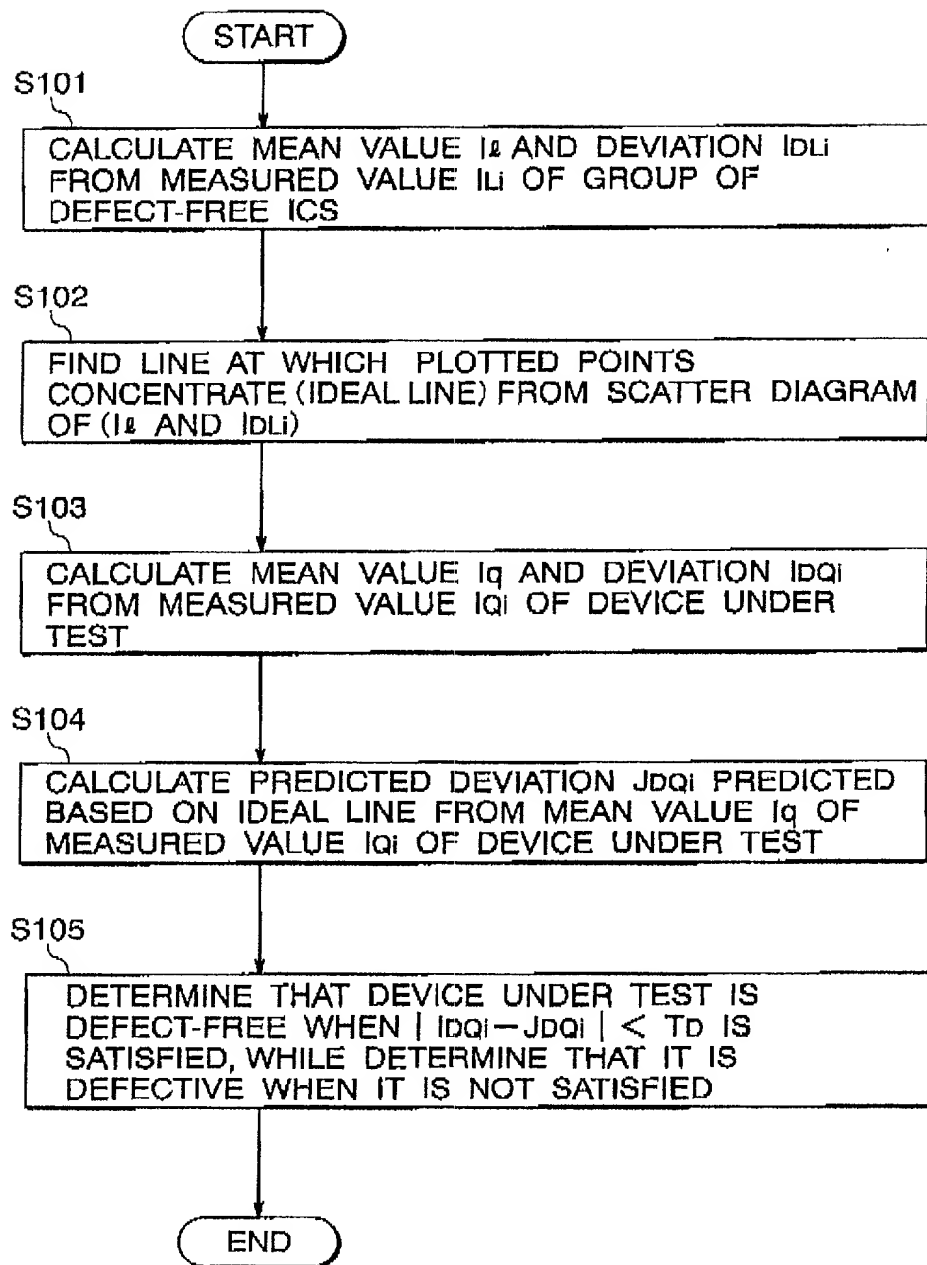 START
S101
CALCULATE MEAN VALUE Iℓ AND DEVIATION IDLi
FROM MEASURED VALUE ILi OF GROUP OF
DEFECT-FREE ICS
S102
FIND LINE AT WHICH PLOTTED POINTS
CONCENTRATE (IDEAL LINE) FROM SCATTER DIAGRAM
OF (Iℓ AND IDLi)
S103
CALCULATE MEAN VALUE Iq AND DEVIATION IDQi
FROM MEASURED VALUE IQi OF DEVICE UNDER
TEST
S104
CALCULATE PREDICTED DEVIATION JDQi PREDICTED
BASED ON IDEAL LINE FROM MEAN VALUE Iq OF
MEASURED VALUE IQi OF DEVICE UNDER TEST
S105
DETERMINE THAT DEVICE UNDER TEST IS
DEFECT-FREE WHEN | IDQi−JDQi | < TD IS
SATISFIED, WHILE DETERMINE THAT IT IS
DEFECTIVE WHEN IT IS NOT SATISFIED
END